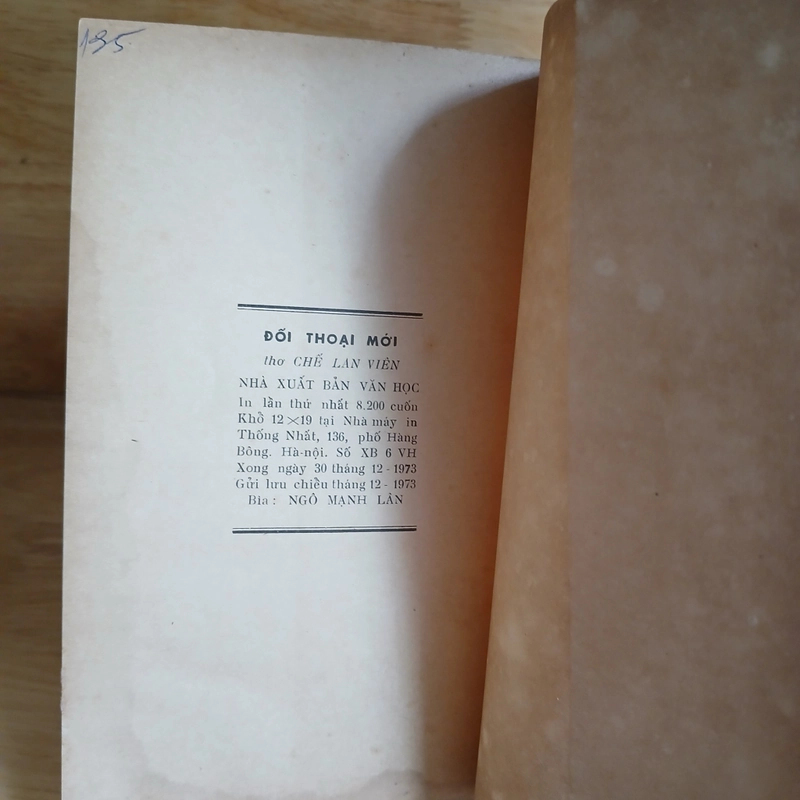 195
ĐỐI THOẠI MỚI
thơ CHẾ LAN VIÊN
NHÀ XUẤT BẢN VĂN HỌC
In lần thứ nhất 8.200 cuốn
Khổ 12×19 tại Nhà máy in
Thống Nhất, 136, phố Hàng
Bông. Hà-nội. Số XB 6 VH
Xong ngày 30 tháng 12 - 1973
Gửi lưu chiều tháng 12 - 1973
Bìa : NGÔ MẠNH LÂN